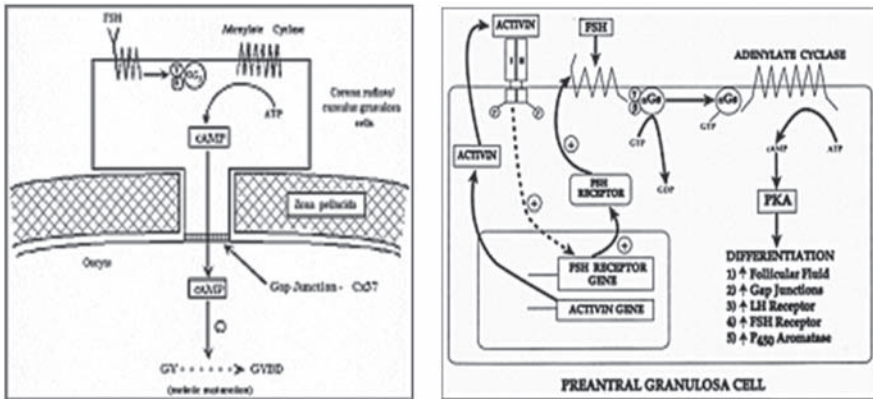 FSH
Adenylate Cyclase
Corona radiata/
cumulus granulosa
cells
ATP
cAMP
Zona pellucida
Oocyte
Gap Junction - Cx37
cAMP
GV GVBD
(meiotic maturation)
ACTIVIN
FSH
I II
ADENYLATE CYCLASE
αGs
αGs
GTP
GTP
GDP
cAMP
ATP
P
P
+
+
+
ACTIVIN
FSH
RECEPTOR
PKA
FSH RECEPTOR
GENE
ACTIVIN GENE
DIFFERENTIATION
1) ↑ Follicular Fluid
2) ↑ Gap Junctions
3) ↑ LH Receptor
4) ↑ FSH Receptor
5) ↑ P450 Aromatase
PREANTRAL GRANULOSA CELL